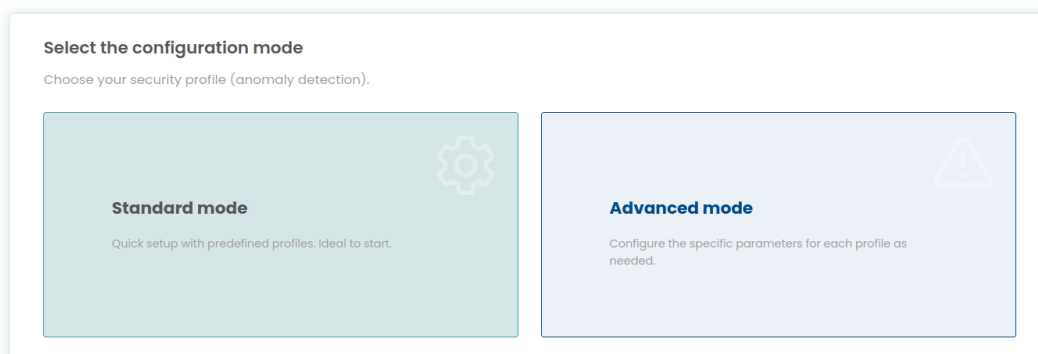 Select the configuration mode
Choose your security profile (anomaly detection).
Standard mode
Quick setup with predefined profiles. Ideal to start.
Advanced mode
Configure the specific parameters for each profile as
needed.